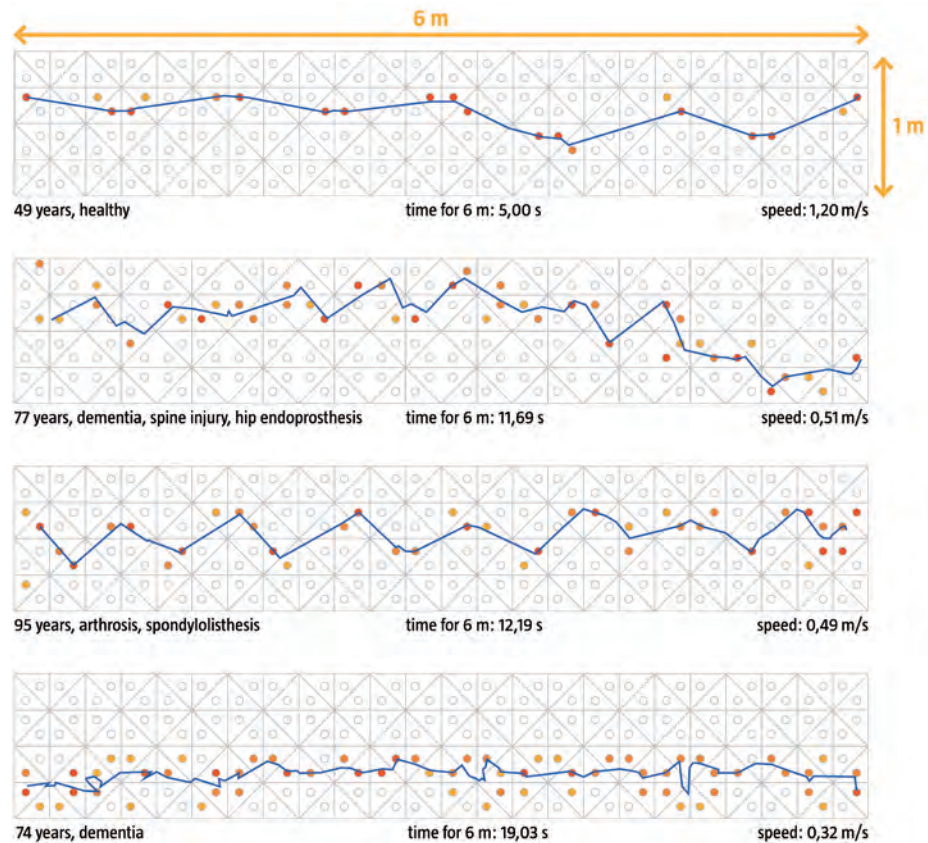 6 m
1 m
49 years, healthy time for 6 m: 5,00 s speed: 1,20 m/s
77 years, dementia, spine injury, hip endoprosthesis time for 6 m: 11,69 s speed: 0,51 m/s
95 years, arthrosis, spondylolisthesis time for 6 m: 12,19 s speed: 0,49 m/s
74 years, dementia time for 6 m: 19,03 s speed: 0,32 m/s